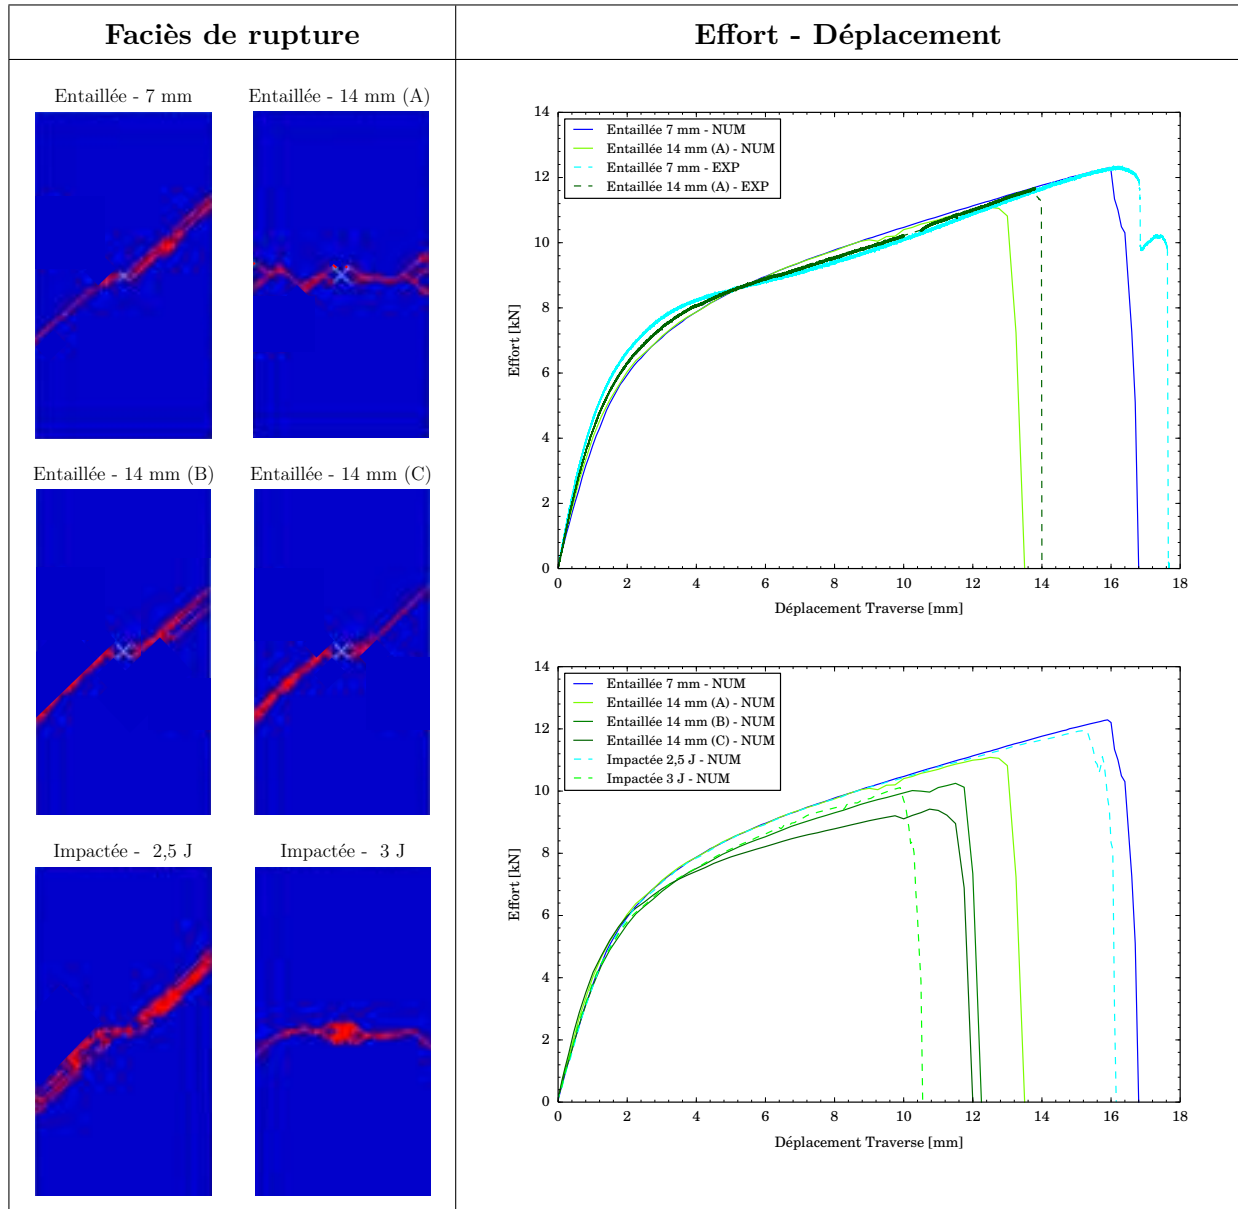 Faciès de rupture
Effort - Déplacement
Entaillée - 7 mm
Entaillée - 14 mm (A)
Entaillée - 14 mm (B)
Entaillée - 14 mm (C)
Impactée - 2,5 J
Impactée - 3 J
14
12
10
8
6
4
2
0
Effort [kN]
Entaillée 7 mm - NUM
Entaillée 14 mm (A) - NUM
Entaillée 7 mm - EXP
Entaillée 14 mm (A) - EXP
0 2 4 6 8 10 12 14 16 18
Déplacement Traverse [mm]
14
12
10
8
6
4
2
0
Effort [kN]
Entaillée 7 mm - NUM
Entaillée 14 mm (A) - NUM
Entaillée 14 mm (B) - NUM
Entaillée 14 mm (C) - NUM
Impactée 2,5 J - NUM
Impactée 3 J - NUM
0 2 4 6 8 10 12 14 16 18
Déplacement Traverse [mm]